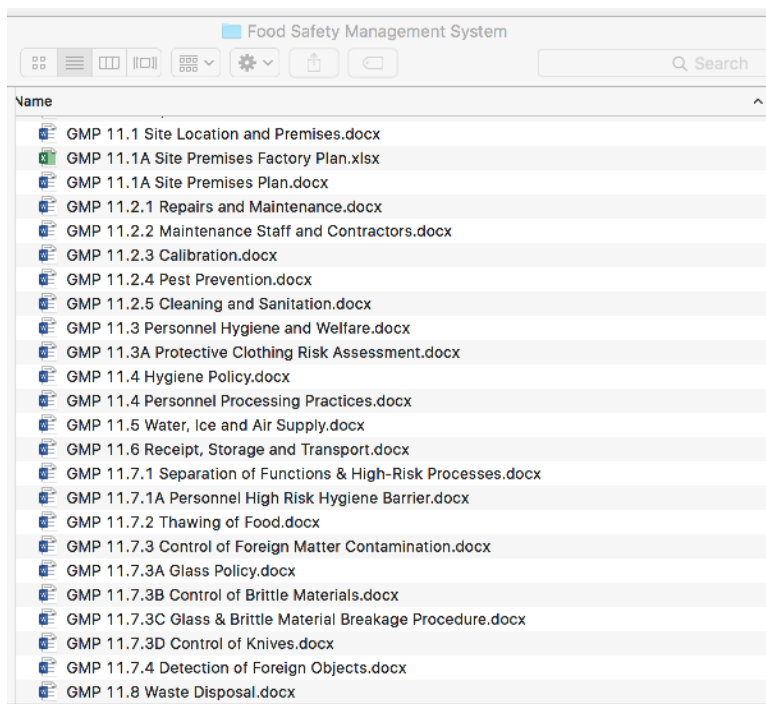 Food Safety Management System
Search
Name
GMP 11.1 Site Location and Premises.docx
GMP 11.1A Site Premises Factory Plan.xlsx
GMP 11.1A Site Premises Plan.docx
GMP 11.2.1 Repairs and Maintenance.docx
GMP 11.2.2 Maintenance Staff and Contractors.docx
GMP 11.2.3 Calibration.docx
GMP 11.2.4 Pest Prevention.docx
GMP 11.2.5 Cleaning and Sanitation.docx
GMP 11.3 Personnel Hygiene and Welfare.docx
GMP 11.3A Protective Clothing Risk Assessment.docx
GMP 11.4 Hygiene Policy.docx
GMP 11.4 Personnel Processing Practices.docx
GMP 11.5 Water, Ice and Air Supply.docx
GMP 11.6 Receipt, Storage and Transport.docx
GMP 11.7.1 Separation of Functions & High-Risk Processes.docx
GMP 11.7.1A Personnel High Risk Hygiene Barrier.docx
GMP 11.7.2 Thawing of Food.docx
GMP 11.7.3 Control of Foreign Matter Contamination.docx
GMP 11.7.3A Glass Policy.docx
GMP 11.7.3B Control of Brittle Materials.docx
GMP 11.7.3C Glass & Brittle Material Breakage Procedure.docx
GMP 11.7.3D Control of Knives.docx
GMP 11.7.4 Detection of Foreign Objects.docx
GMP 11.8 Waste Disposal.docx